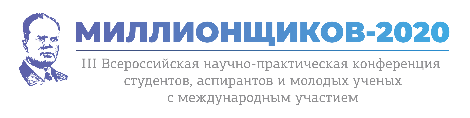 МИЛЛИОНЩИКОВ-2020
III Всероссийская научно-практическая конференция
студентов, аспирантов и молодых ученых
с международным участием